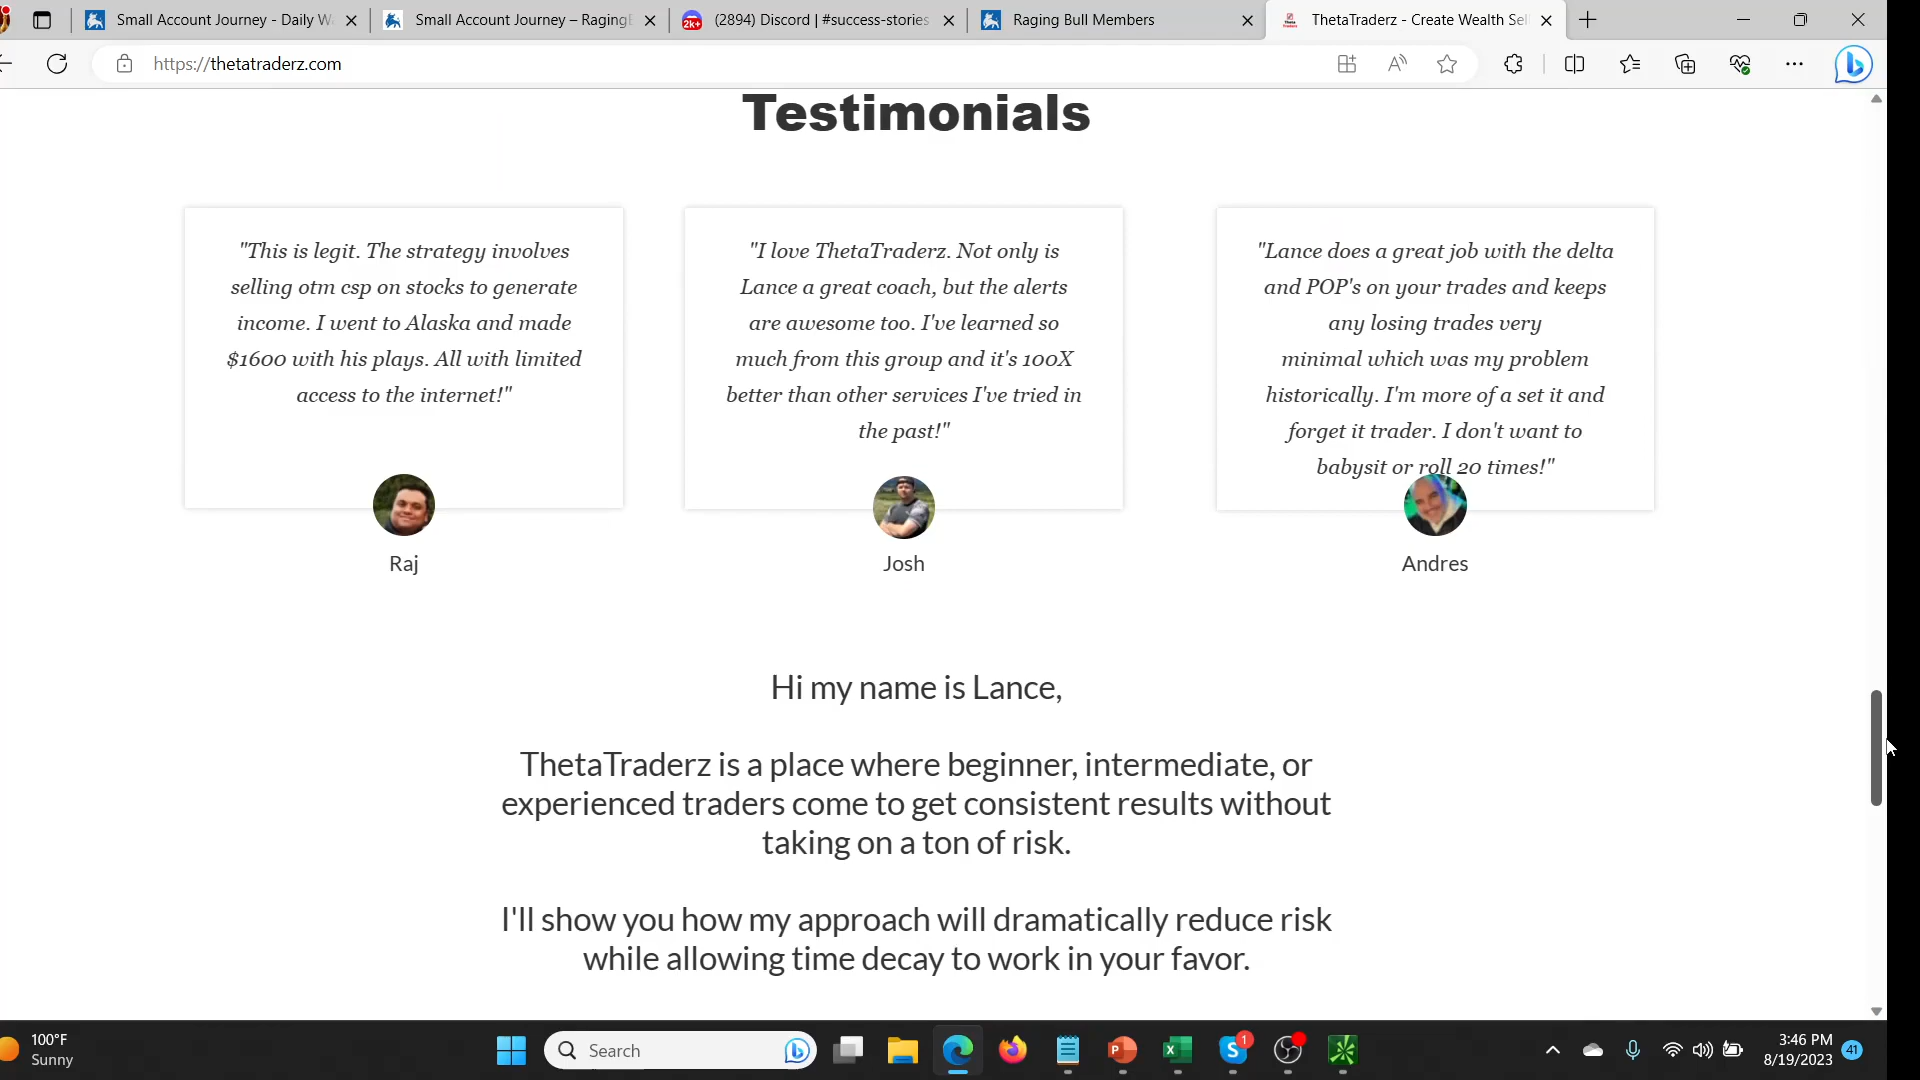 Small Account Journey - Daily W
Small Account Journey – Raging
(2894) Discord | #success-stories
Raging Bull Members
ThetaTraderz - Create Wealth Sel
https://thetatraderz.com
Testimonials
"This is legit. The strategy involves
selling otm csp on stocks to generate
income. I went to Alaska and made
$1600 with his plays. All with limited
access to the internet!"
Raj
"I love ThetaTraderz. Not only is
Lance a great coach, but the alerts
are awesome too. I've learned so
much from this group and it's 100X
better than other services I've tried in
the past!"
Josh
"Lance does a great job with the delta
and POP's on your trades and keeps
any losing trades very
minimal which was my problem
historically. I'm more of a set it and
forget it trader. I don't want to
babysit or roll 20 times!"
Andres
Hi my name is Lance,
ThetaTraderz is a place where beginner, intermediate, or
experienced traders come to get consistent results without
taking on a ton of risk.
I'll show you how my approach will dramatically reduce risk
while allowing time decay to work in your favor.
100°F
Sunny
Search
1
3:46 PM
8/19/2023
41